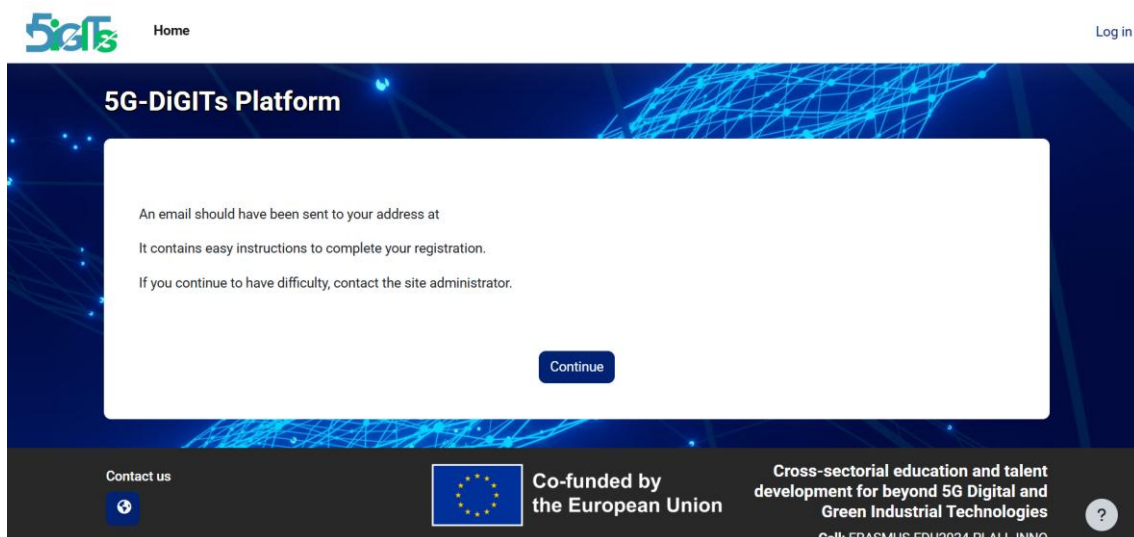 5iGITs
Home
Log in
5G-DiGITs Platform
An email should have been sent to your address at
It contains easy instructions to complete your registration.
If you continue to have difficulty, contact the site administrator.
Continue
Contact us
Co-funded by
the European Union
Cross-sectorial education and talent
development for beyond 5G Digital and
Green Industrial Technologies
?